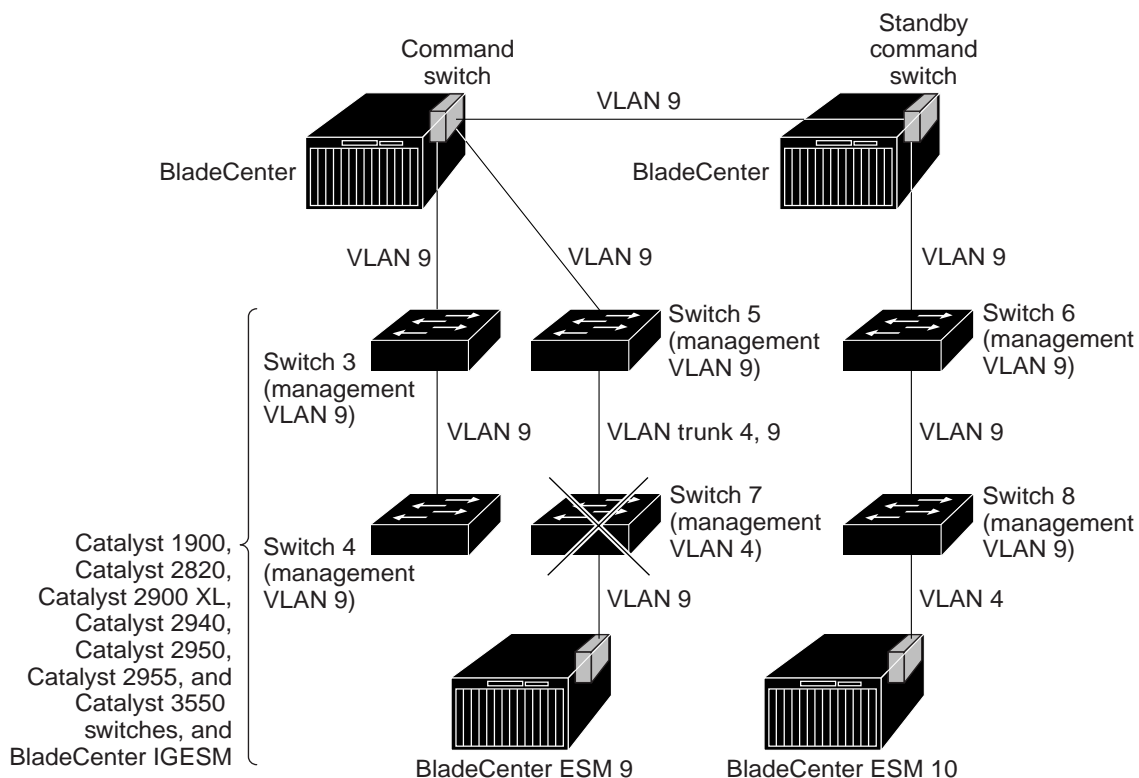 Command
switch
Standby
command
switch
VLAN 9
BladeCenter
BladeCenter
VLAN 9
VLAN 9
VLAN 9
Switch 3
(management
VLAN 9)
Switch 5
(management
VLAN 9)
Switch 6
(management
VLAN 9)
VLAN 9
VLAN trunk 4, 9
VLAN 9
Switch 4
(management
VLAN 9)
Switch 7
(management
VLAN 4)
Switch 8
(management
VLAN 9)
Catalyst 1900,
Catalyst 2820,
Catalyst 2900 XL,
Catalyst 2940,
Catalyst 2950,
Catalyst 2955, and
Catalyst 3550
switches, and
BladeCenter IGESM
VLAN 9
VLAN 4
BladeCenter ESM 9
BladeCenter ESM 10